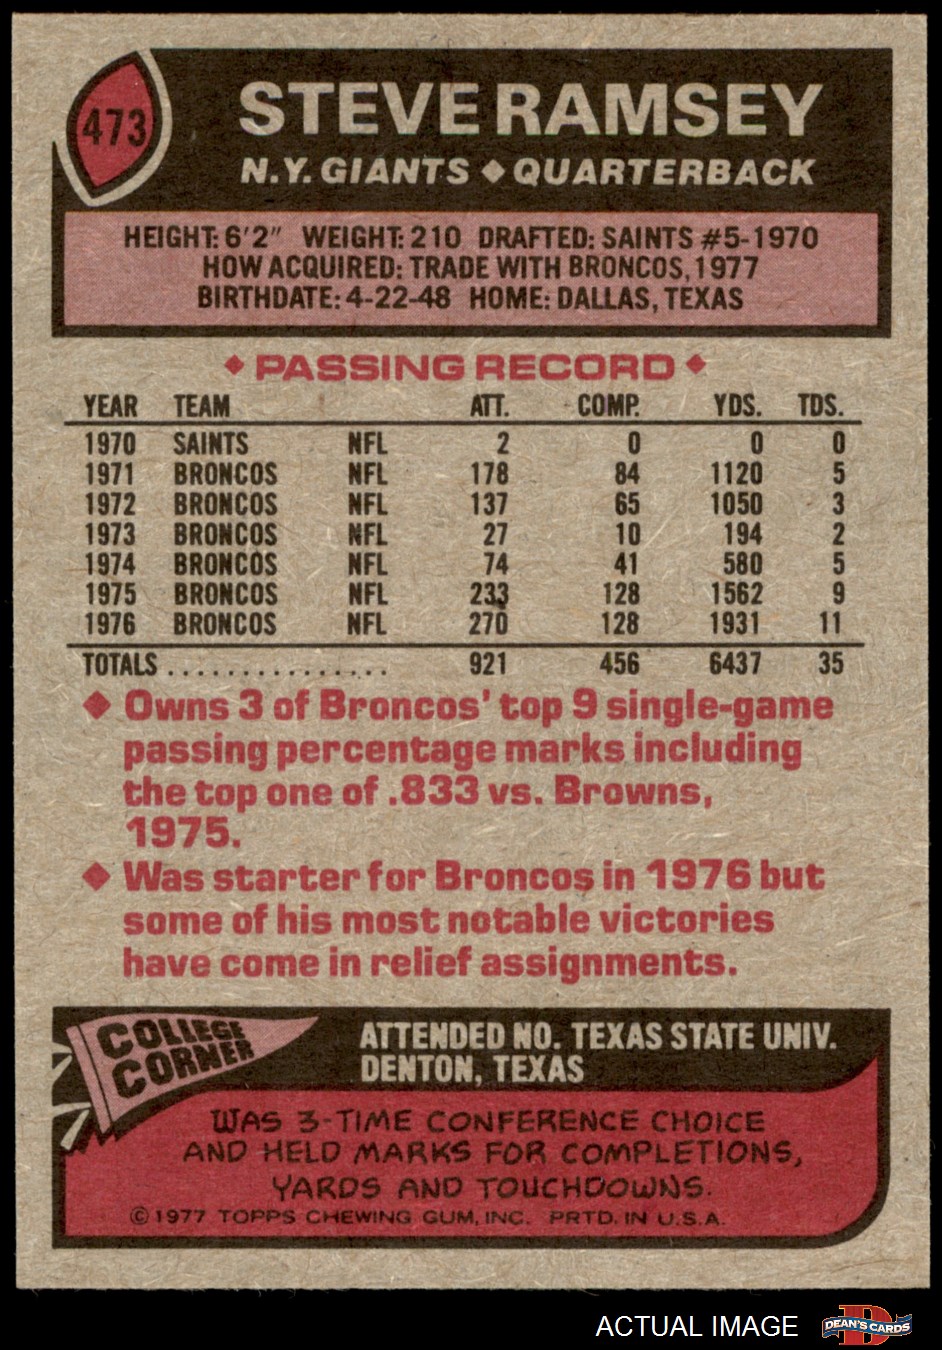 473
STEVE RAMSEY
N.Y. GIANTS ◆ QUARTERBACK
HEIGHT: 6'2" WEIGHT: 210 DRAFTED: SAINTS #5-1970
HOW ACQUIRED: TRADE WITH BRONCOS, 1977
BIRTHDATE: 4-22-48 HOME: DALLAS, TEXAS
◆ PASSING RECORD ◆
YEAR TEAM ATT. COMP. YDS. TDS.
1970 SAINTS NFL 2 0 0 0
1971 BRONCOS NFL 178 84 1120 5
1972 BRONCOS NFL 137 65 1050 3
1973 BRONCOS NFL 27 10 194 2
1974 BRONCOS NFL 74 41 580 5
1975 BRONCOS NFL 233 128 1562 9
1976 BRONCOS NFL 270 128 1931 11
TOTALS ................ 921 456 6437 35
◆ Owns 3 of Broncos' top 9 single-game
passing percentage marks including
the top one of .833 vs. Browns,
1975.
◆ Was starter for Broncos in 1976 but
some of his most notable victories
have come in relief assignments.
COLLEGE
CORNER
ATTENDED NO. TEXAS STATE UNIV.
DENTON, TEXAS
WAS 3-TIME CONFERENCE CHOICE
AND HELD MARKS FOR COMPLETIONS,
YARDS AND TOUCHDOWNS.
© 1977 TOPPS CHEWING GUM, INC. PRTD. IN U.S.A.
ACTUAL IMAGE
D
DEAN'S CARDS